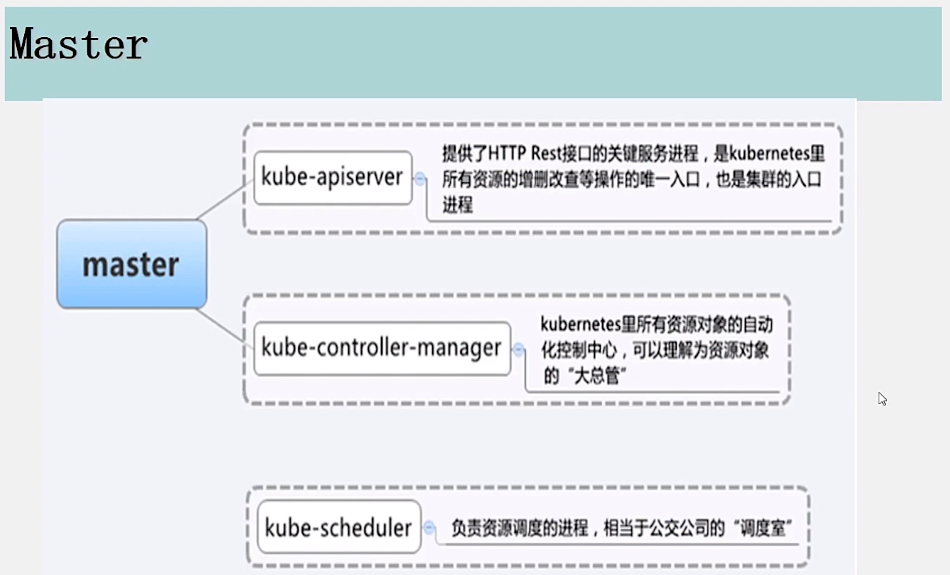 Master
kube-apiserver
提供了HTTP Rest接口的关键服务进程，是kubernetes里
所有资源的增删改查等操作的唯一入口，也是集群的入口
进程
master
kube-controller-manager
kubernetes里所有资源对象的自动
化控制中心，可以理解为资源对象
的“大总管”
kube-scheduler
负责资源调度的进程，相当于公交公司的“调度室”